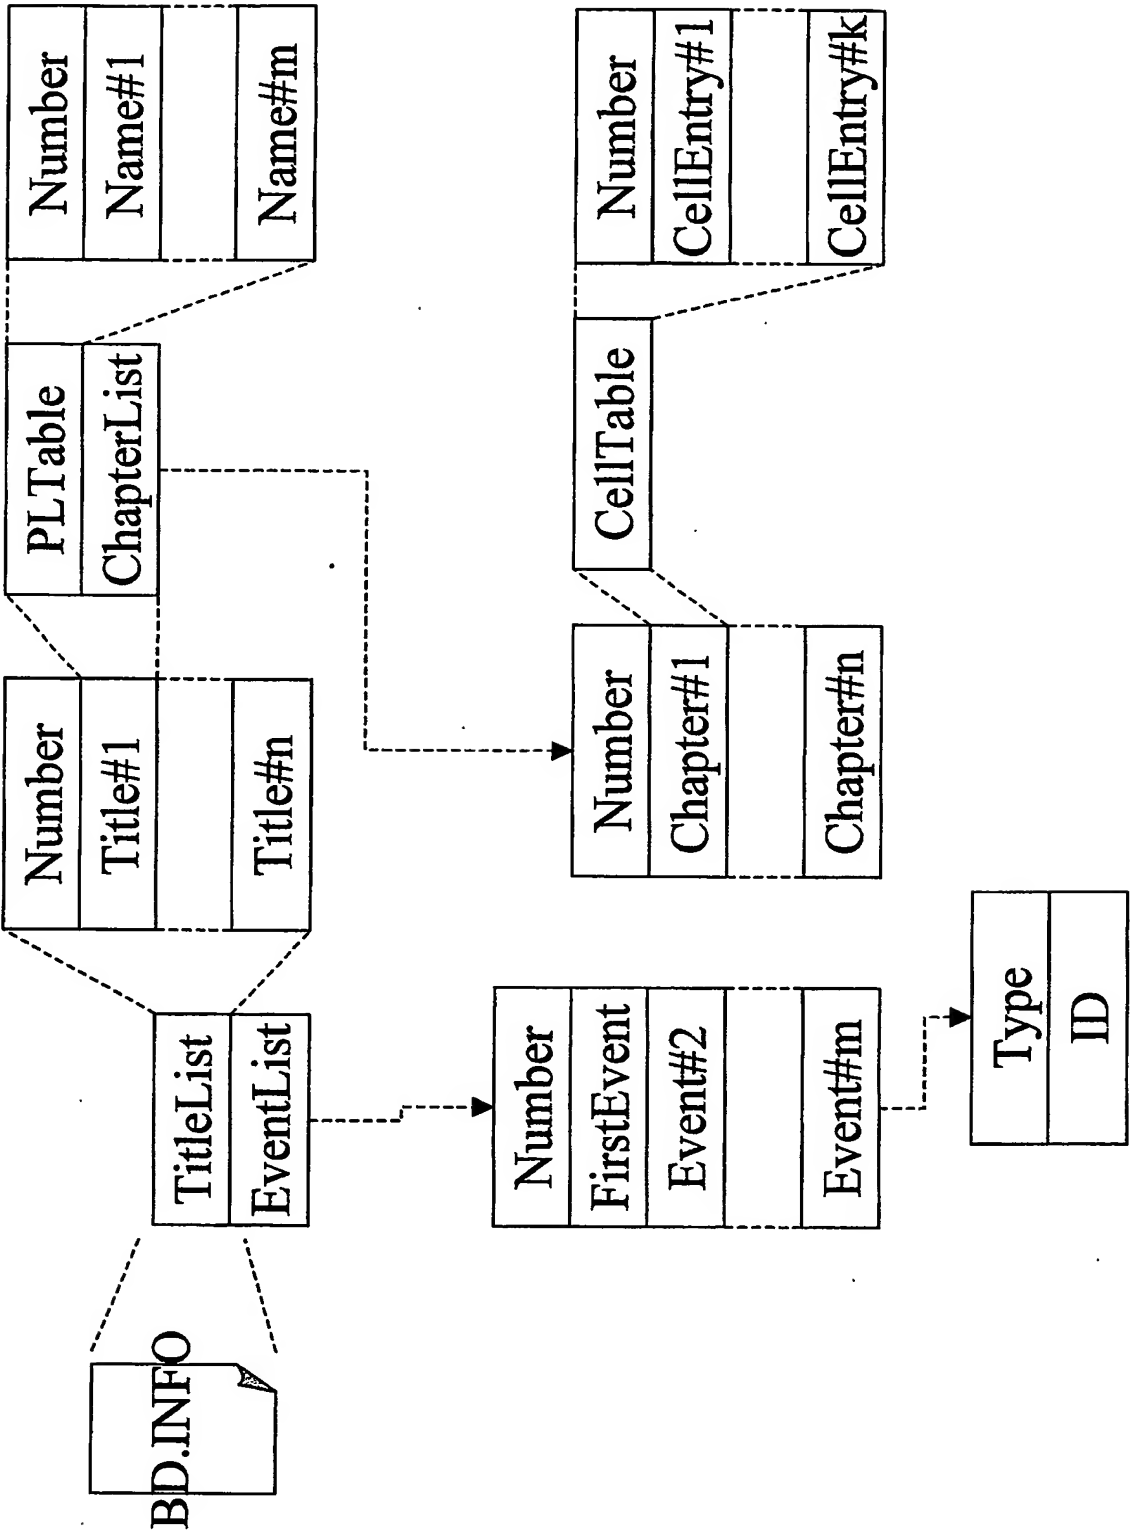 BD.INFO
TitleList
EventList
Number
Title#1
Title#n
PLTable
ChapterList
Number
Name#1
Name#m
Number
FirstEvent
Event#2
Event#m
Type
ID
Number
Chapter#1
Chapter#n
CellTable
Number
CellEntry#1
CellEntry#k